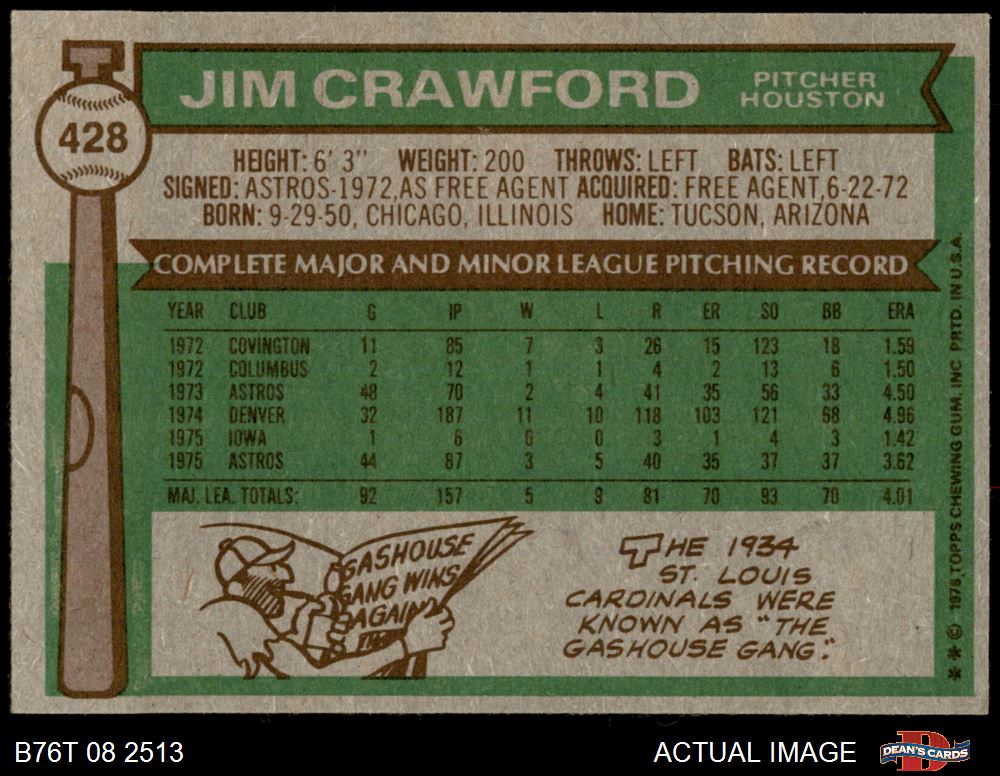 JIM CRAWFORD
PITCHER
HOUSTON
428
HEIGHT: 6' 3" WEIGHT: 200 THROWS: LEFT BATS: LEFT
SIGNED: ASTROS-1972, AS FREE AGENT ACQUIRED: FREE AGENT, 6-22-72
BORN: 9-29-50, CHICAGO, ILLINOIS HOME: TUCSON, ARIZONA
COMPLETE MAJOR AND MINOR LEAGUE PITCHING RECORD
YEAR CLUB G IP W L R ER SO BB ERA
1972 COVINGTON 11 85 7 3 26 15 123 18 1.59
1972 COLUMBUS 2 12 1 1 4 2 13 6 1.50
1973 ASTROS 48 70 2 4 41 35 56 33 4.50
1974 DENVER 32 187 11 10 118 103 121 68 4.96
1975 IOWA 1 6 0 0 3 1 4 3 1.42
1975 ASTROS 44 87 3 5 40 35 37 37 3.62
MAJ. LEA. TOTALS: 92 157 5 9 81 70 93 70 4.01
GASHOUSE
GANG WINS
AGAIN
THE 1934
ST. LOUIS
CARDINALS WERE
KNOWN AS "THE
GASHOUSE GANG".
* * © 1976, TOPPS CHEWING GUM, INC PRTD. IN U.S.A.
B76T 08 2513
ACTUAL IMAGE
DEAN'S CARDS